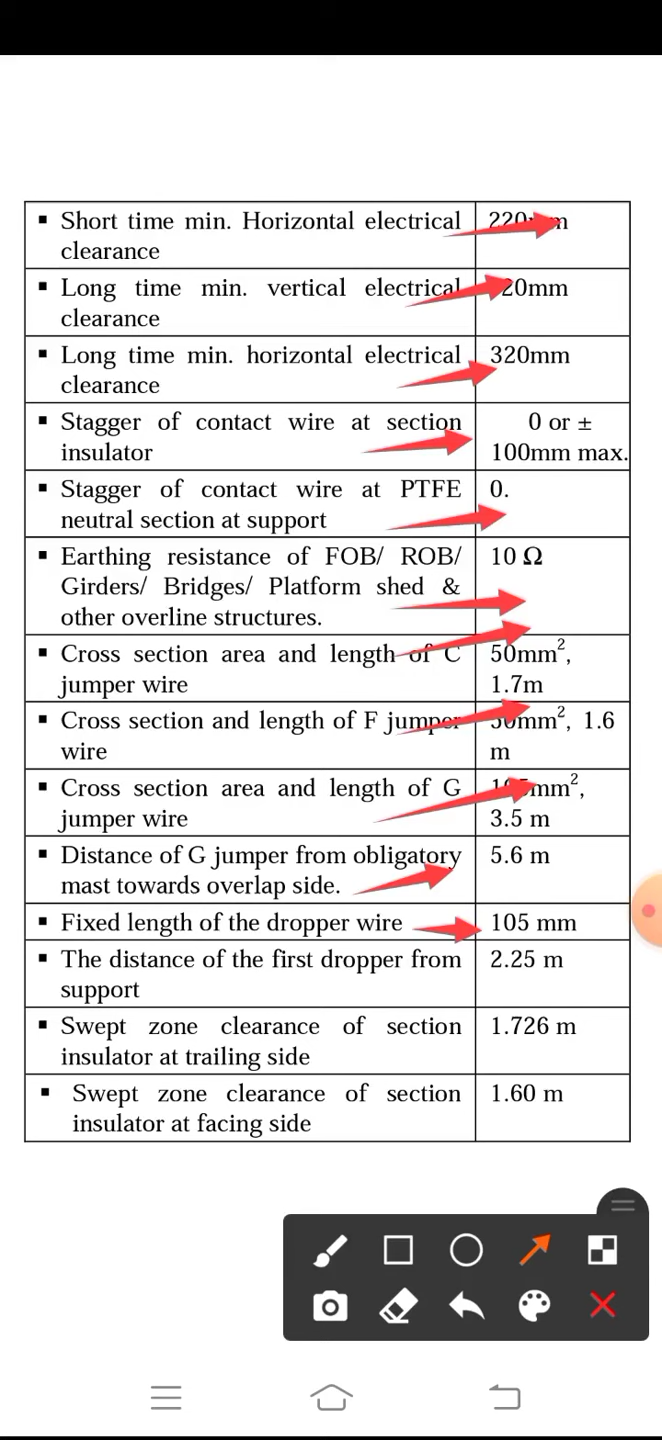 ▪ Short time min. Horizontal electrical
clearance
▪ Long time min. vertical electrical
20mm
clearance
▪ Long time min. horizontal electrical
320mm
clearance
▪ Stagger of contact wire at section
0 or ±
insulator
100mm max.
▪ Stagger of contact wire at PTFE
0.
neutral section at support
▪ Earthing resistance of FOB/ ROB/
10 Ω
Girders/ Bridges/ Platform shed &
other overline structures.
▪ Cross section area and length of C
50mm²,
jumper wire
1.7m
▪ Cross section and length of F jumper
50mm², 1.6
wire
m
▪ Cross section area and length of G
mm²,
jumper wire
3.5 m
▪ Distance of G jumper from obligatory
5.6 m
mast towards overlap side.
▪ Fixed length of the dropper wire
105 mm
▪ The distance of the first dropper from
2.25 m
support
▪ Swept zone clearance of section
1.726 m
insulator at trailing side
▪ Swept zone clearance of section
1.60 m
insulator at facing side